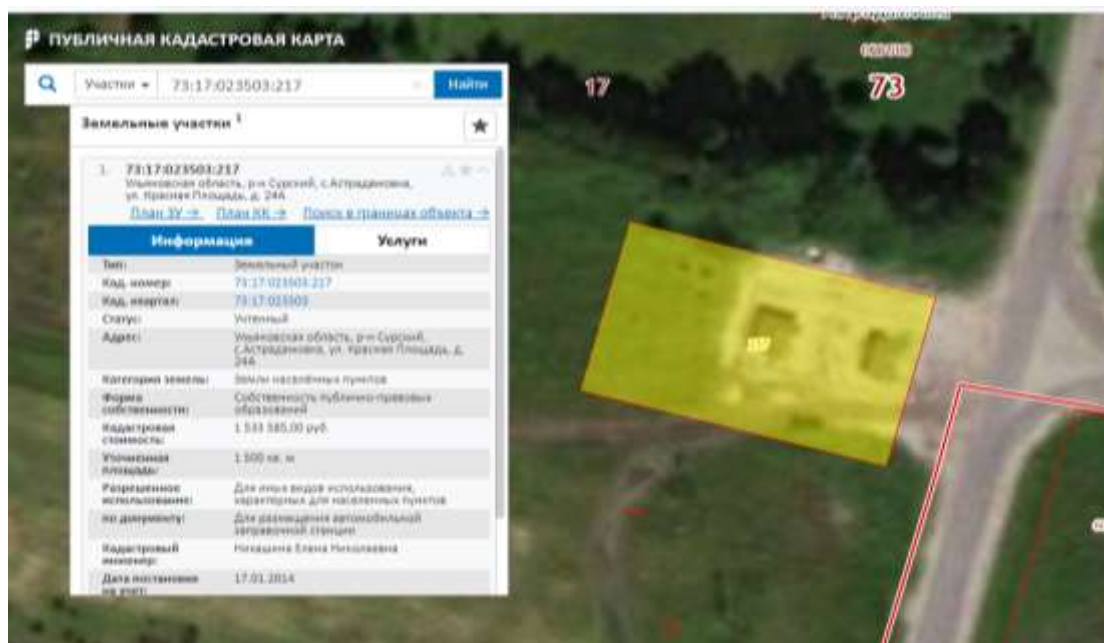 ПУБЛИЧНАЯ КАДАСТРОВАЯ КАРТА
Участки 73:17:023503:217 Найти
Земельные участки 1
1. 73:17:023503:217
Ульяновская область, р-н Сурский, с.Астрадамовка,
ул. Красная Площадь, д. 24А
План ЗУ → План КК → Поиск в границах объекта →
Информация Услуги
Тип: Земельный участок
Кад. номер: 73:17:023503:217
Кад. квартал: 73:17:023503
Статус: Учтенный
Адрес: Ульяновская область, р-н Сурский,
с.Астрадамовка, ул. Красная Площадь, д.
24А
Категория земель: Земли населённых пунктов
Форма собственности: Собственность публично-правовых
образований
Кадастровая стоимость: 1 533 585,00 руб.
Уточненная площадь: 1 500 кв. м
Разрешенное использование: Для иных видов использования,
характерных для населенных пунктов
по документу: Для размещения автомобильной
заправочной станции
Кадастровый инженер: Елена Николаевна
Дата постановки на учет: 17.01.2014
17
73